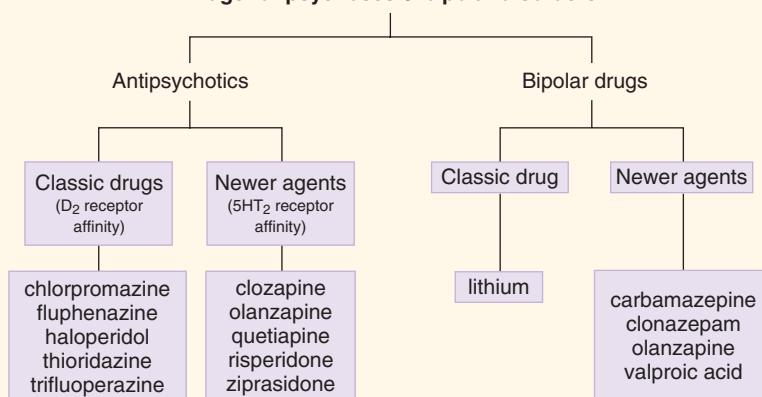 Antipsychotics
Bipolar drugs
Classic drugs
(D₂ receptor
affinity)
Newer agents
(5HT₂ receptor
affinity)
Classic drug
Newer agents
chlorpromazine
fluphenazine
haloperidol
thioridazine
trifluoperazine
clozapine
olanzapine
quetiapine
risperidone
ziprasidone
lithium
carbamazepine
clonazepam
olanzapine
valproic acid